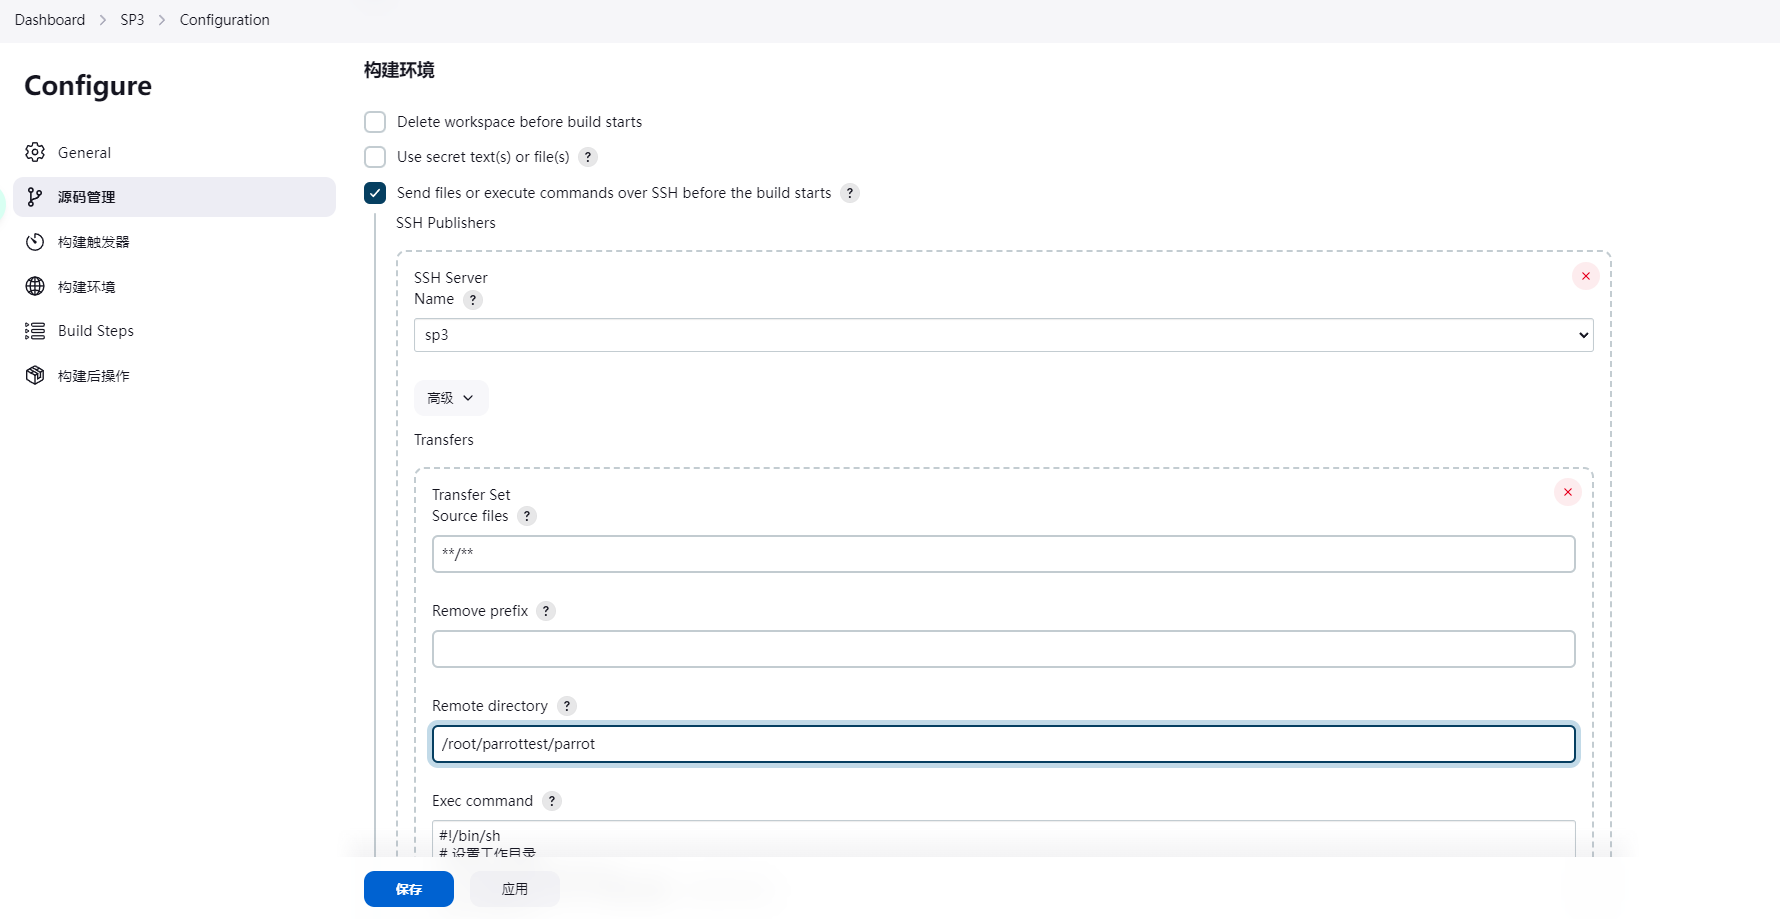 Dashboard > SP3 > Configuration
Configure
General
源码管理
构建触发器
构建环境
Build Steps
构建后操作
构建环境
Delete workspace before build starts
Use secret text(s) or file(s) ?
Send files or execute commands over SSH before the build starts ?
SSH Publishers
SSH Server
Name ?
sp3
高级
Transfers
Transfer Set
Source files ?
**/**
Remove prefix ?
Remote directory ?
/root/parrottest/parrot
Exec command ?
#!/bin/sh
# 设置工作目录
保存
应用